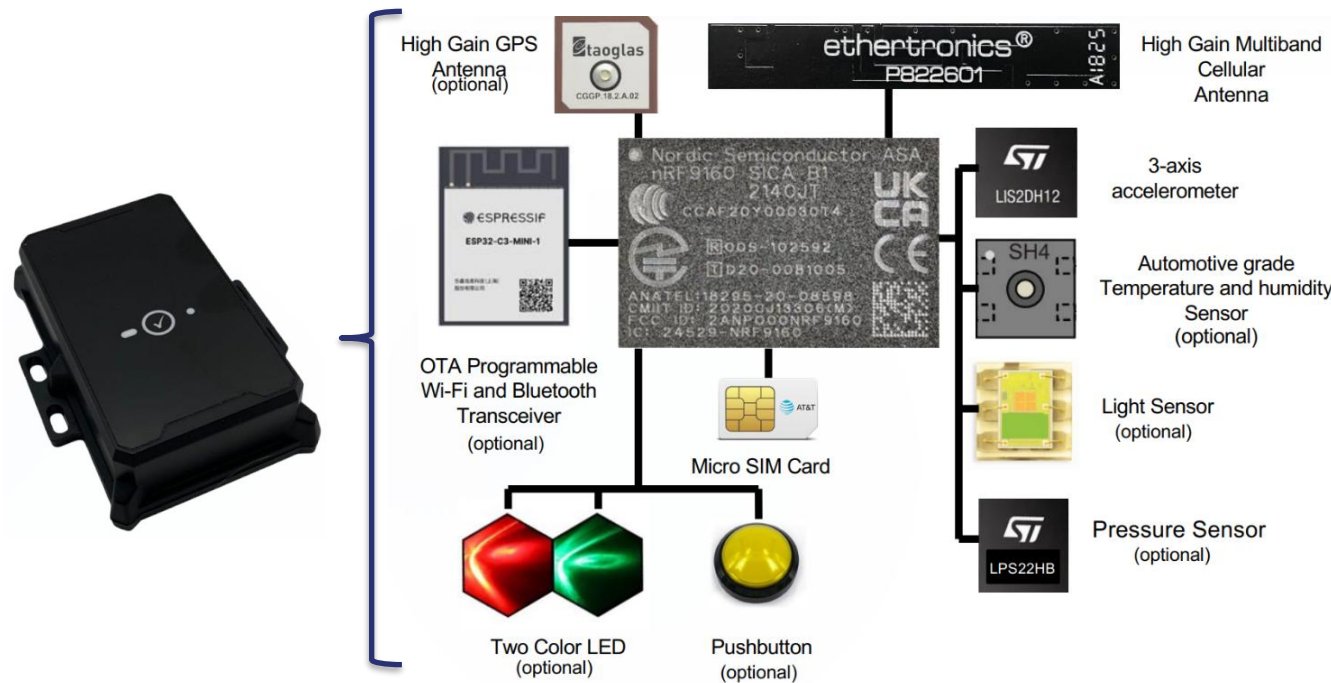 High Gain GPS
Antenna
(optional)
taoglas
CGGP.18.2.A.02
ethertronics®
P822601
A1825
High Gain Multiband
Cellular
Antenna
ESPRESSIF
ESP32-C3-MINI-1
OTA Programmable
Wi-Fi and Bluetooth
Transceiver
(optional)
Nordic Semiconductor ASA
nRF9160 SICA B1
2140JT
CCAF20Y00030T4
R 005-102592
T D20-0081005
ANATEL:18295-20-08598
CMIIT ID: 2020DJ13306(M)
FCC ID: 2ANPO00NRF9160
IC: 24529-NRF9160
UK
CA
CE
ST
LIS2DH12
3-axis
accelerometer
SH4
Automotive grade
Temperature and humidity
Sensor
(optional)
Light Sensor
(optional)
ST
LPS22HB
Pressure Sensor
(optional)
AT&T
Micro SIM Card
Two Color LED
(optional)
Pushbutton
(optional)